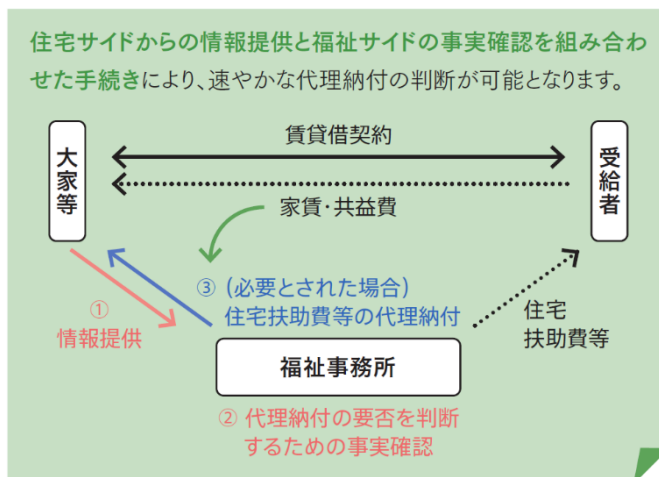 住宅サイドからの情報提供と福祉サイドの事実確認を組み合わ
せた手続きにより、速やかな代理納付の判断が可能となります。
賃貸借契約
大家等
受給者
家賃・共益費
③ (必要とされた場合)
住宅扶助費等の代理納付
①
情報提供
住宅
扶助費等
福祉事務所
② 代理納付の要否を判断
するための事実確認